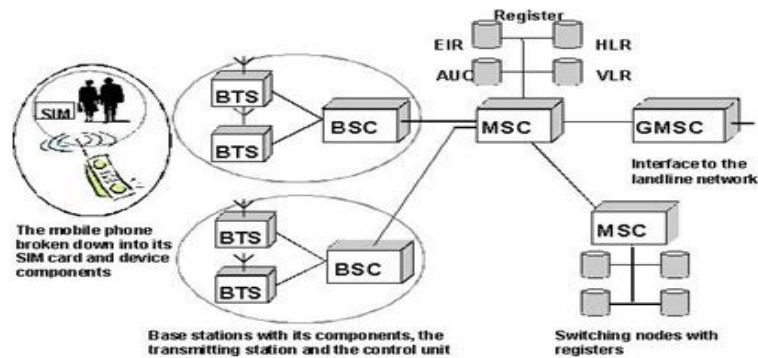 Register
EIR
HLR
AUC
VLR
SIM
BTS
BTS
BSC
MSC
GMSC
Interface to the
landline network
The mobile phone
broken down into its
SIM card and device
components
BTS
BTS
BSC
MSC
Base stations with its components, the
transmitting station and the control unit
Switching nodes with
registers